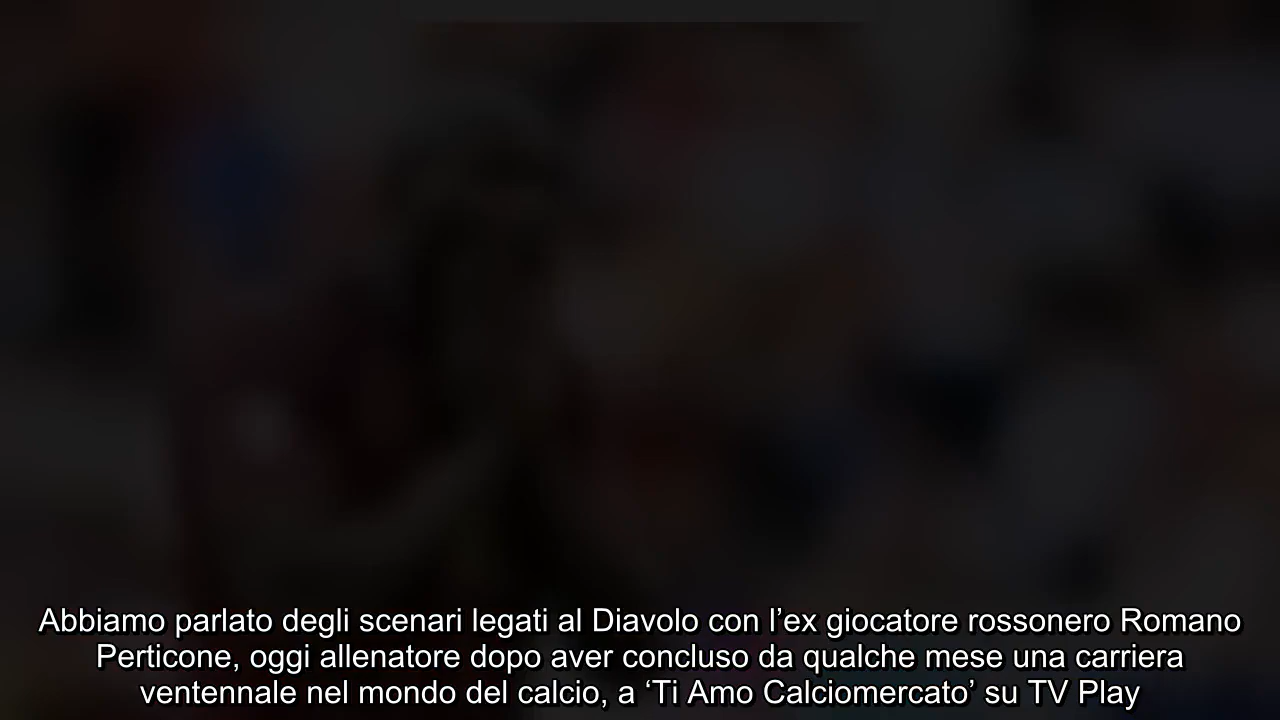 Abbiamo parlato degli scenari legati al Diavolo con l’ex giocatore rossonero Romano
Perticone, oggi allenatore dopo aver concluso da qualche mese una carriera
ventennale nel mondo del calcio, a ‘Ti Amo Calciomercato’ su TV Play